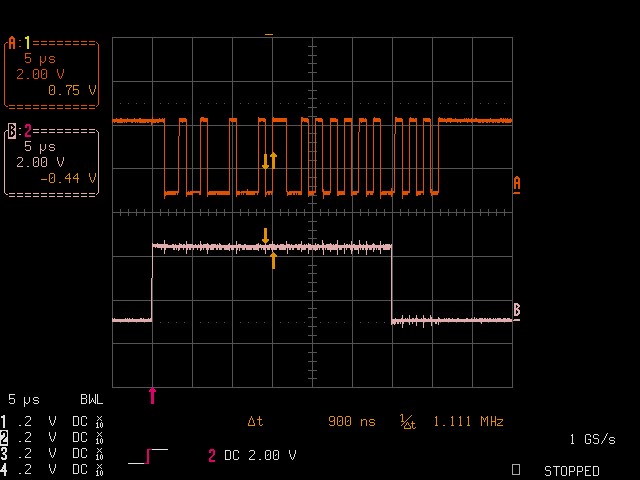 A:1
5 µs
2.00 V
0.75 V
B:2
5 µs
2.00 V
-0.44 V
A
B
5 µs BWL
1 .2 V DC X10
2 .2 V DC X10
3 .2 V DC X10
4 .2 V DC X10
Δt 900 ns 1/Δt 1.111 MHz
2 DC 2.00 V
1 GS/s
STOPPED